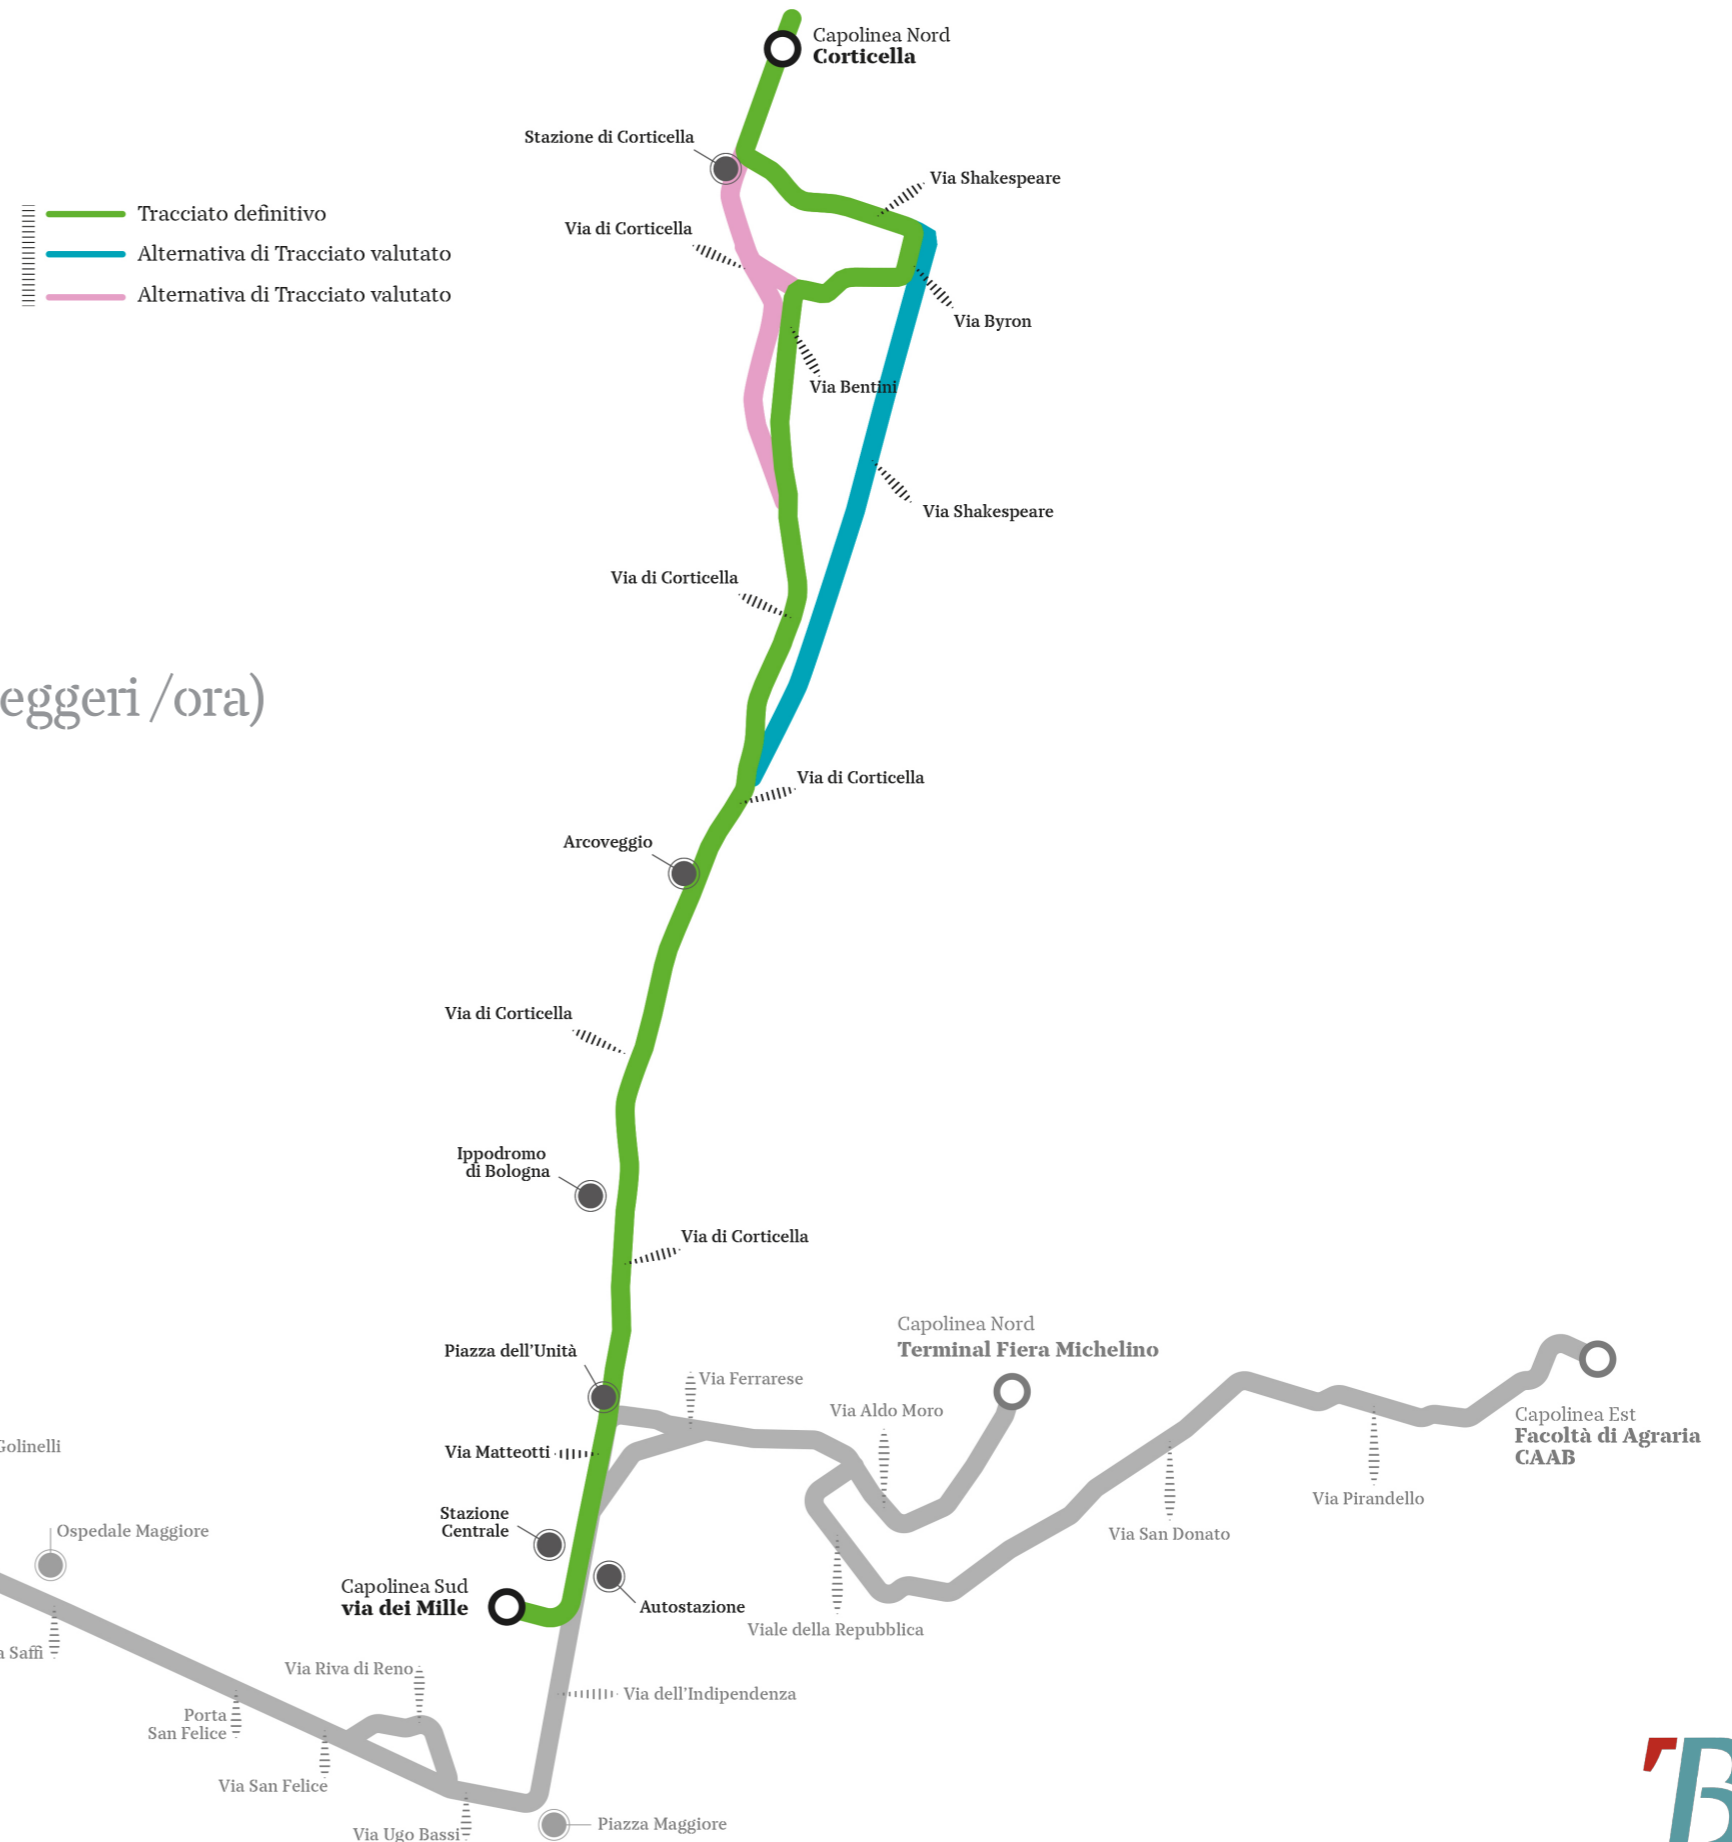 Capolinea Nord
Corticella
Stazione di Corticella
Via Shakespeare
Tracciato definitivo
Via di Corticella
Alternativa di Tracciato valutato
Alternativa di Tracciato valutato
Via Byron
Via Bentini
Via Shakespeare
Via di Corticella
eggeri /ora)
Via di Corticella
Arcoveggio
Via di Corticella
Ippodromo
di Bologna
Via di Corticella
Capolinea Nord
Terminal Fiera Michelino
Piazza dell'Unità
Via Ferrarese
Via Aldo Moro
Capolinea Est
Facoltà di Agraria
CAAB
Golinelli
Via Matteotti
Via Pirandello
Stazione
Centrale
Ospedale Maggiore
Via San Donato
Capolinea Sud
via dei Mille
Autostazione
Viale della Repubblica
a Saffi
Via Riva di Reno
Via dell'Indipendenza
Porta
San Felice
Via San Felice
Piazza Maggiore
Via Ugo Bassi